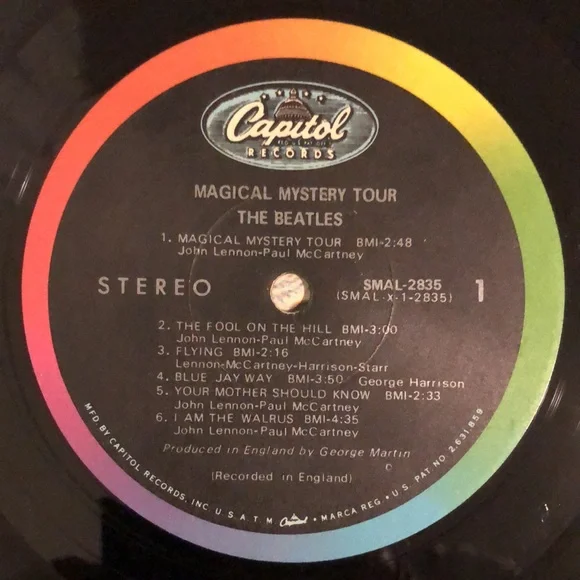 Capitol
RECORDS
MAGICAL MYSTERY TOUR
THE BEATLES
1. MAGICAL MYSTERY TOUR BMI-2:48
John Lennon-Paul McCartney
STEREO
SMAL-2835
(SMAL-X-1-2835)
1
2. THE FOOL ON THE HILL BMI-3:00
John Lennon-Paul McCartney
3. FLYING BMI-2:16
Lennon-McCartney-Harrison-Starr
4. BLUE JAY WAY BMI-3:50 George Harrison
5. YOUR MOTHER SHOULD KNOW BMI-2:33
John Lennon-Paul McCartney
6. I AM THE WALRUS BMI-4:35
John Lennon-Paul McCartney
Produced in England by George Martin
(Recorded in England)
MFD BY CAPITOL RECORDS, INC U.S.A. T M Capitol • MARCA REG • U.S. PAT NO. 2,631,859